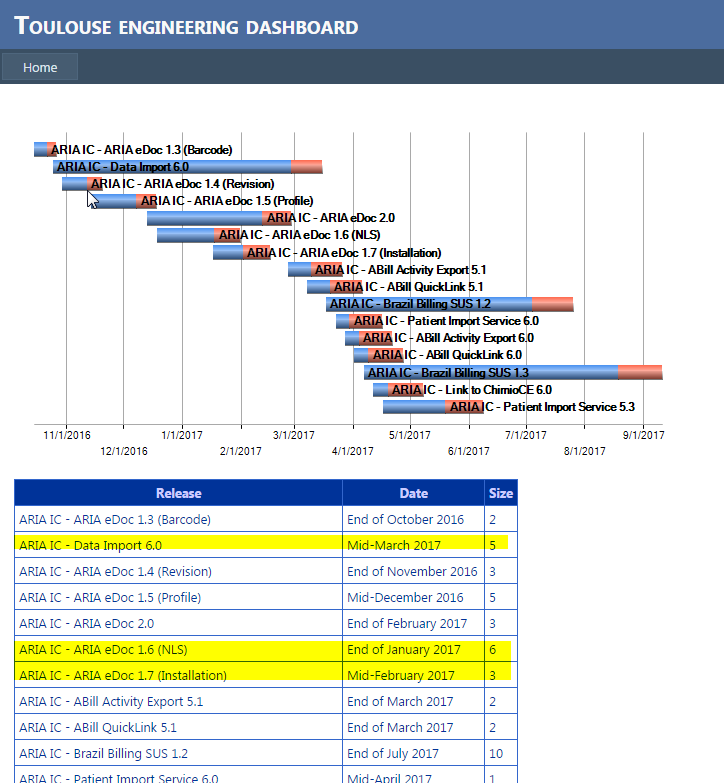 Toulouse engineering dashboard
Home
ARIA IC - ARIA eDoc 1.3 (Barcode)
ARIA IC - Data Import 6.0
ARIA IC - ARIA eDoc 1.4 (Revision)
ARIA IC - ARIA eDoc 1.5 (Profile)
ARIA IC - ARIA eDoc 2.0
ARIA IC - ARIA eDoc 1.6 (NLS)
ARIA IC - ARIA eDoc 1.7 (Installation)
ARIA IC - ABill Activity Export 5.1
ARIA IC - ABill QuickLink 5.1
ARIA IC - Brazil Billing SUS 1.2
ARIA IC - Patient Import Service 6.0
ARIA IC - ABill Activity Export 6.0
ARIA IC - ABill QuickLink 6.0
ARIA IC - Brazil Billing SUS 1.3
ARIA IC - Link to ChimioCE 6.0
ARIA IC - Patient Import Service 5.3
11/1/2016 1/1/2017 3/1/2017 5/1/2017 7/1/2017 9/1/2017
12/1/2016 2/1/2017 4/1/2017 6/1/2017 8/1/2017
Release Date Size
ARIA IC - ARIA eDoc 1.3 (Barcode) End of October 2016 2
ARIA IC - Data Import 6.0 Mid-March 2017 5
ARIA IC - ARIA eDoc 1.4 (Revision) End of November 2016 3
ARIA IC - ARIA eDoc 1.5 (Profile) Mid-December 2016 5
ARIA IC - ARIA eDoc 2.0 End of February 2017 3
ARIA IC - ARIA eDoc 1.6 (NLS) End of January 2017 6
ARIA IC - ARIA eDoc 1.7 (Installation) Mid-February 2017 3
ARIA IC - ABill Activity Export 5.1 End of March 2017 2
ARIA IC - ABill QuickLink 5.1 End of March 2017 2
ARIA IC - Brazil Billing SUS 1.2 End of July 2017 10
ARIA IC - Patient Import Service 6.0 Mid-April 2017 1